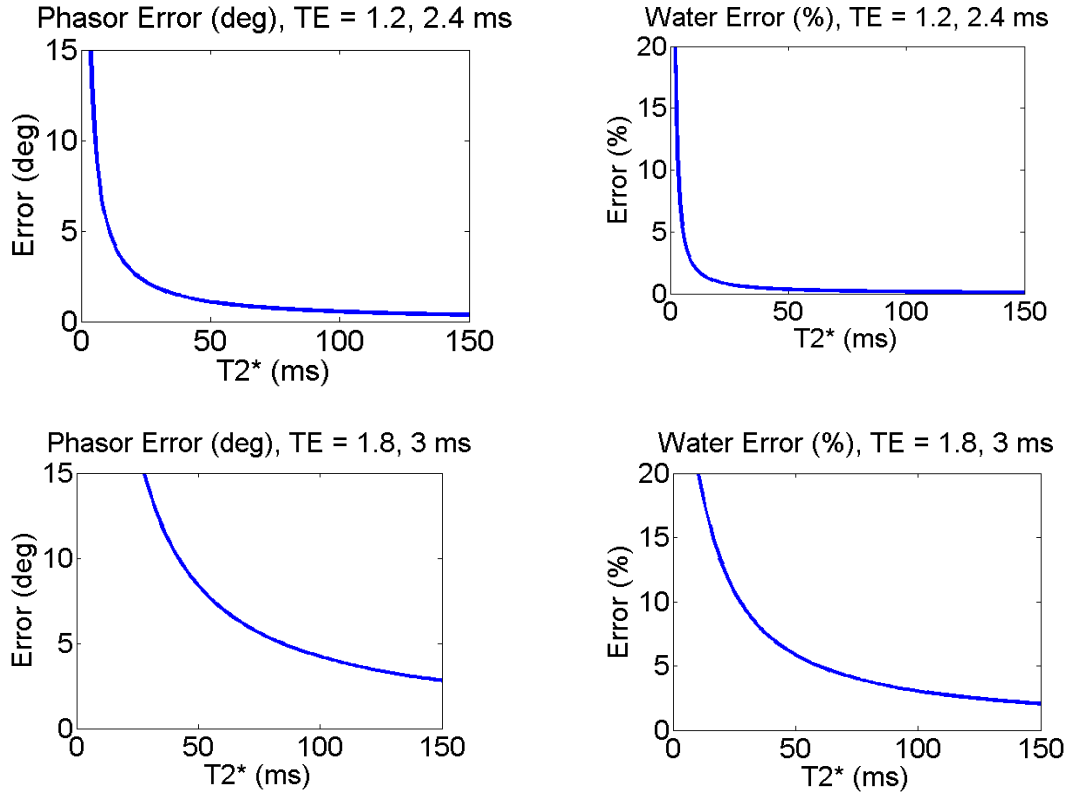 Phasor Error (deg), TE = 1.2, 2.4 ms
15
10
5
0
Error (deg)
0 50 100 150
T2* (ms)
Water Error (%), TE = 1.2, 2.4 ms
20
15
10
5
0
Error (%)
0 50 100 150
T2* (ms)
Phasor Error (deg), TE = 1.8, 3 ms
15
10
5
0
Error (deg)
0 50 100 150
T2* (ms)
Water Error (%), TE = 1.8, 3 ms
20
15
10
5
0
Error (%)
0 50 100 150
T2* (ms)